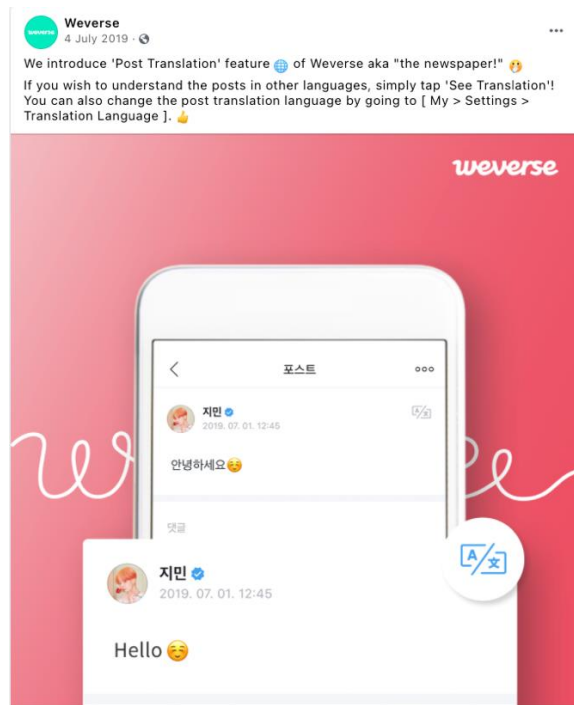 Weverse
4 July 2019 ·
We introduce 'Post Translation' feature 🌐 of Weverse aka "the newspaper!" 🤭
If you wish to understand the posts in other languages, simply tap 'See Translation'!
You can also change the post translation language by going to [ My > Settings >
Translation Language ]. 👍
weverse
포스트
지민
2019. 07. 01. 12:45
안녕하세요☺️
댓글
we
A/文
지민
2019. 07. 01. 12:45
Hello ☺️